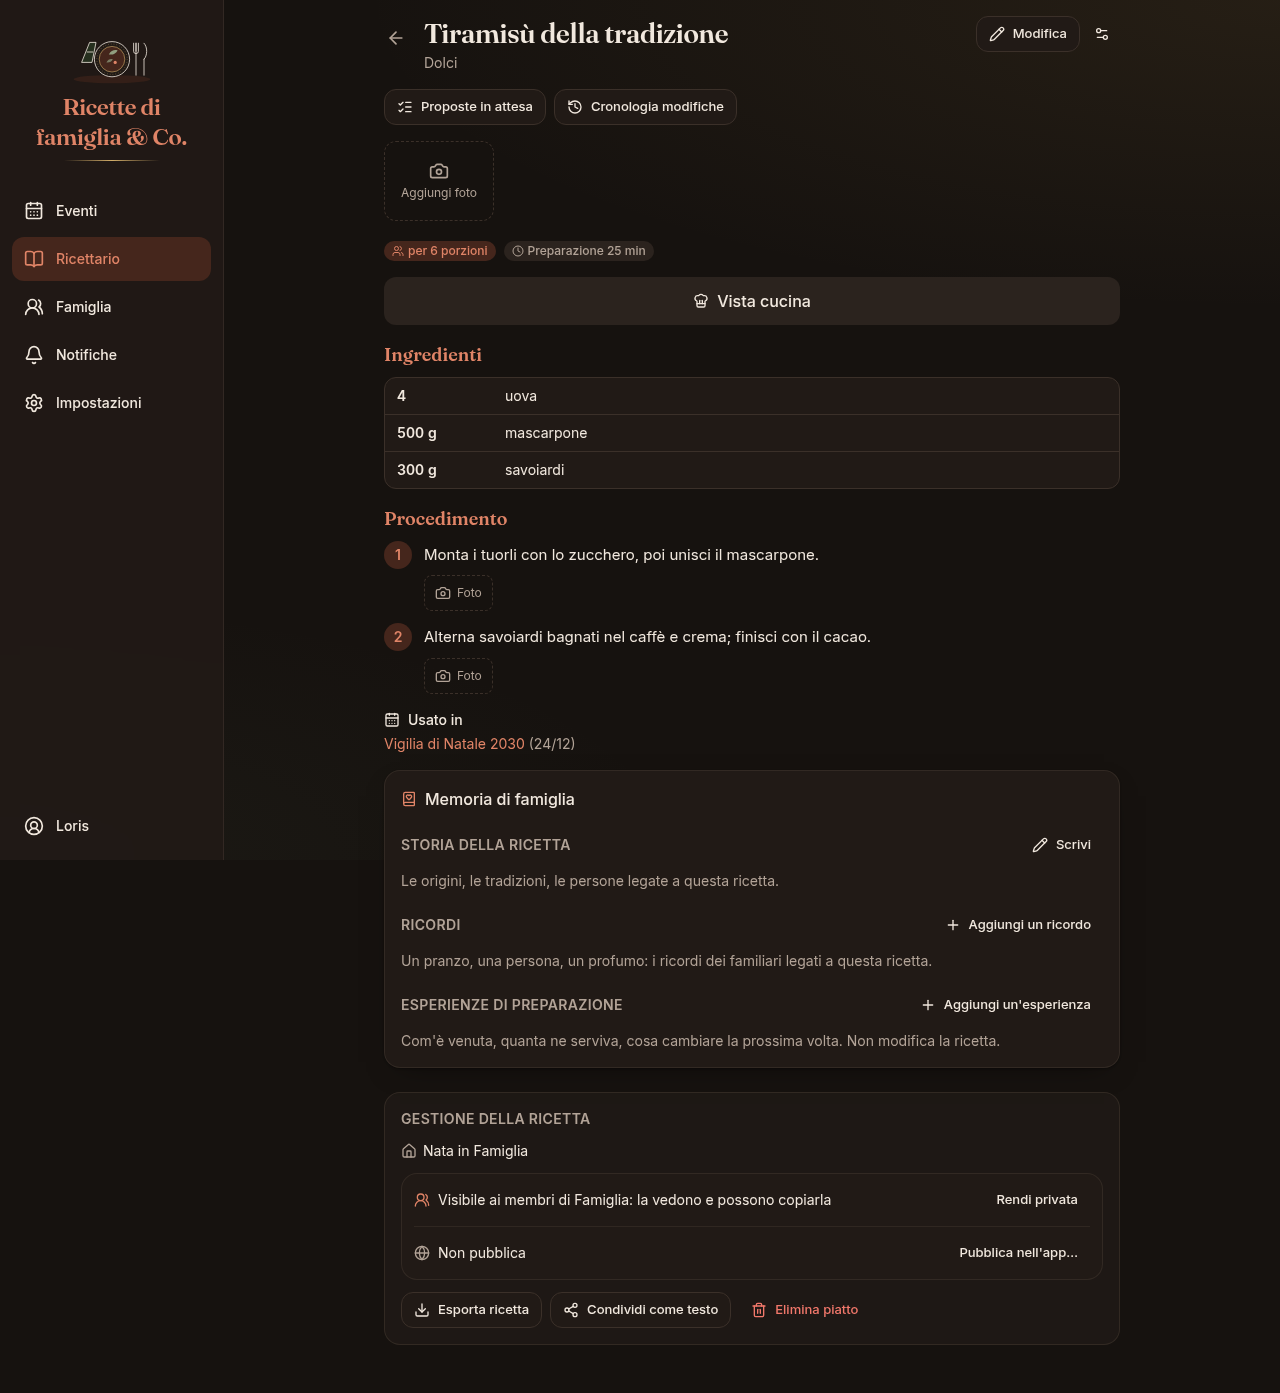 Ricette di
famiglia & Co.
Eventi
Ricettario
Famiglia
Notifiche
Impostazioni
Loris
Tiramisù della tradizione
Dolci
Modifica
Proposte in attesa
Cronologia modifiche
Aggiungi foto
per 6 porzioni
Preparazione 25 min
Vista cucina
Ingredienti
4 uova
500 g mascarpone
300 g savoiardi
Procedimento
1 Monta i tuorli con lo zucchero, poi unisci il mascarpone.
Foto
2 Alterna savoiardi bagnati nel caffè e crema; finisci con il cacao.
Foto
Usato in
Vigilia di Natale 2030 (24/12)
Memoria di famiglia
STORIA DELLA RICETTA
Scrivi
Le origini, le tradizioni, le persone legate a questa ricetta.
RICORDI
Aggiungi un ricordo
Un pranzo, una persona, un profumo: i ricordi dei familiari legati a questa ricetta.
ESPERIENZE DI PREPARAZIONE
Aggiungi un'esperienza
Com'è venuta, quanta ne serviva, cosa cambiare la prossima volta. Non modifica la ricetta.
GESTIONE DELLA RICETTA
Nata in Famiglia
Visibile ai membri di Famiglia: la vedono e possono copiarla
Rendi privata
Non pubblica
Pubblica nell'app...
Esporta ricetta
Condividi come testo
Elimina piatto